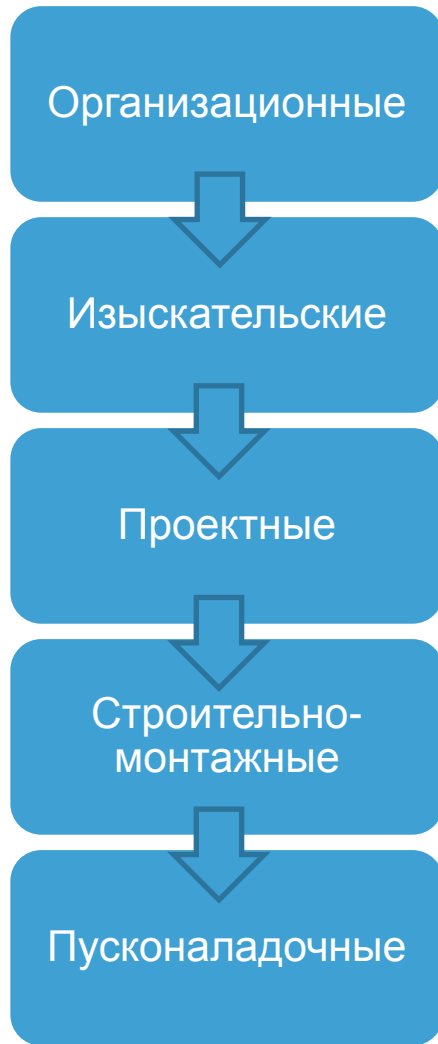 Организационные
Изыскательские
Проектные
Строительно-
монтажные
Пусконаладочные